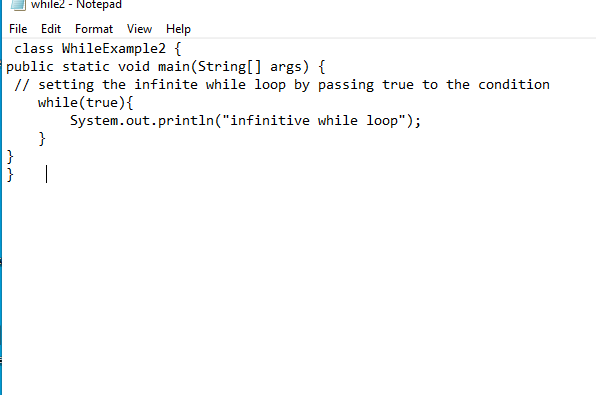 while2 - Notepad
File Edit Format View Help
class WhileExample2 {
public static void main(String[] args) {
// setting the infinite while loop by passing true to the condition
while(true){
System.out.println("infinitive while loop");
}
}
}